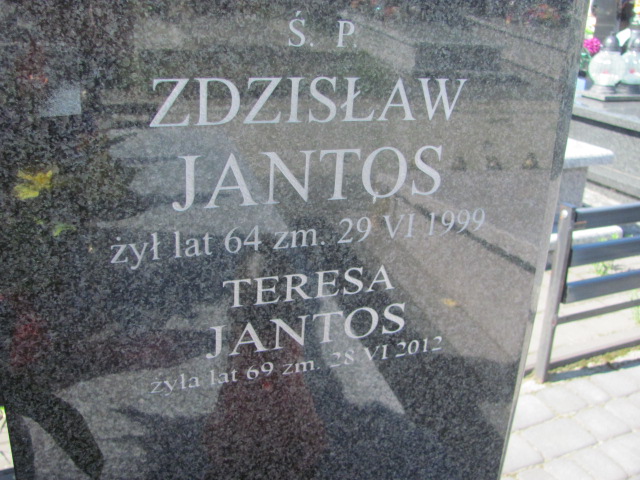 Ś. P.
ZDZISŁAW
JANTOS
żył lat 64 zm. 29 VI 1999
TERESA
JANTOS
żyła lat 69 zm. 28 VI 2012